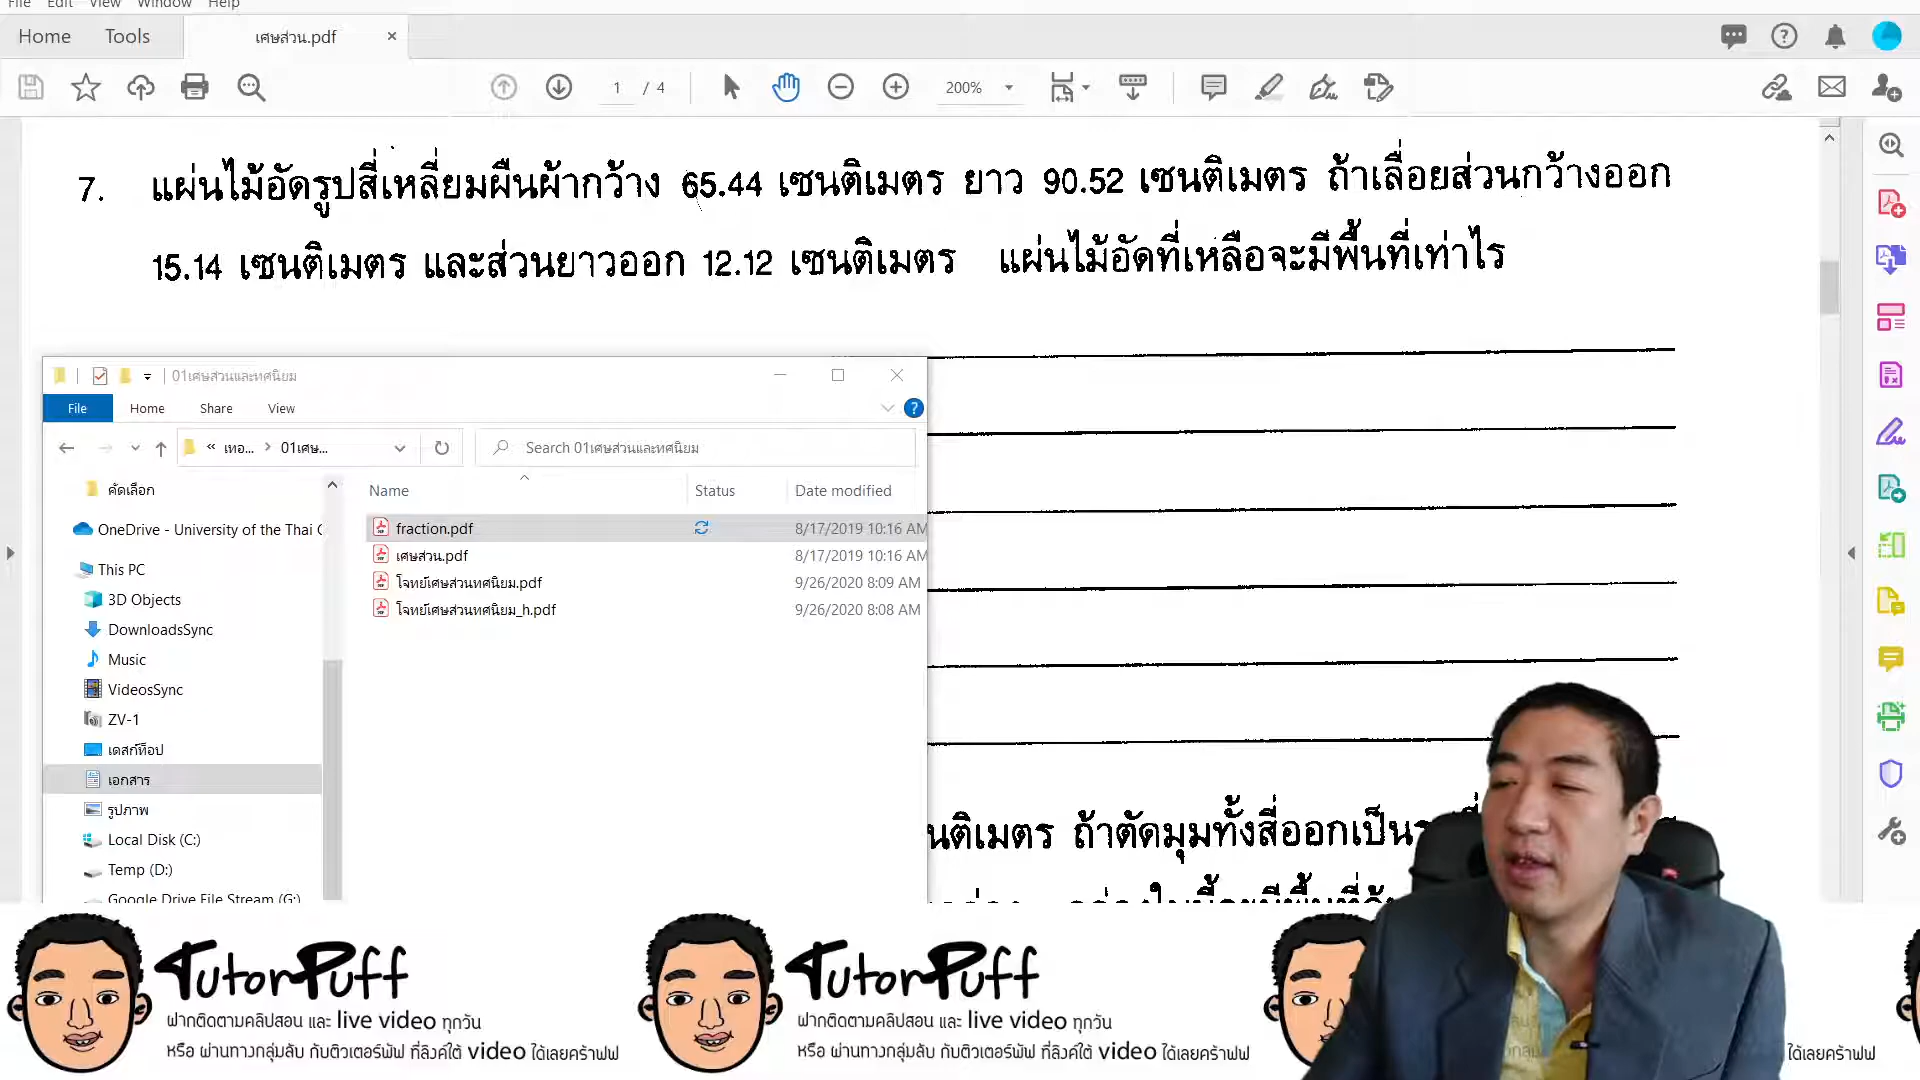 File Edit View Window Help
Home Tools เศษส่วน.pdf
1 / 4 200%
7. แผ่นไม้อัดรูปสี่เหลี่ยมผืนผ้ากว้าง 65.44 เซนติเมตร ยาว 90.52 เซนติเมตร ถ้าเลื่อยส่วนกว้างออก
15.14 เซนติเมตร และส่วนยาวออก 12.12 เซนติเมตร แผ่นไม้อัดที่เหลือจะมีพื้นที่เท่าไร
01เศษส่วนและทศนิยม
File Home Share View
« เทอ... > 01เศษ... Search 01เศษส่วนและทศนิยม
Name Status Date modified
คัดเลือก
OneDrive - University of the Thai
This PC
3D Objects
DownloadsSync
Music
VideosSync
ZV-1
เดสก์ท็อป
เอกสาร
รูปภาพ
Local Disk (C:)
Temp (D:)
Google Drive File Stream (G:)
fraction.pdf 8/17/2019 10:16 AM
เศษส่วน.pdf 8/17/2019 10:16 AM
โจทย์เศษส่วนทศนิยม.pdf 9/26/2020 8:09 AM
โจทย์เศษส่วนทศนิยม_h.pdf 9/26/2020 8:08 AM
นติเมตร ถ้าตัดมุมทั้งสี่ออกเป็น
TutorPuff
ฝากติดตามคลิปสอน และ live video ทุกวัน
หรือ ผ่านทางกลุ่มลับ กับติวเตอร์พัฟ ที่ลิงค์ใต้ video ได้เลยคร้าฟฟ
TutorPuff
ฝากติดตามคลิปสอน และ live video ทุกวัน
หรือ ผ่านทางกลุ่มลับ กับติวเตอร์พัฟ ที่ลิงค์ใต้ video ได้เลยคร้าฟฟ
ได้เลยคร้าฟฟ